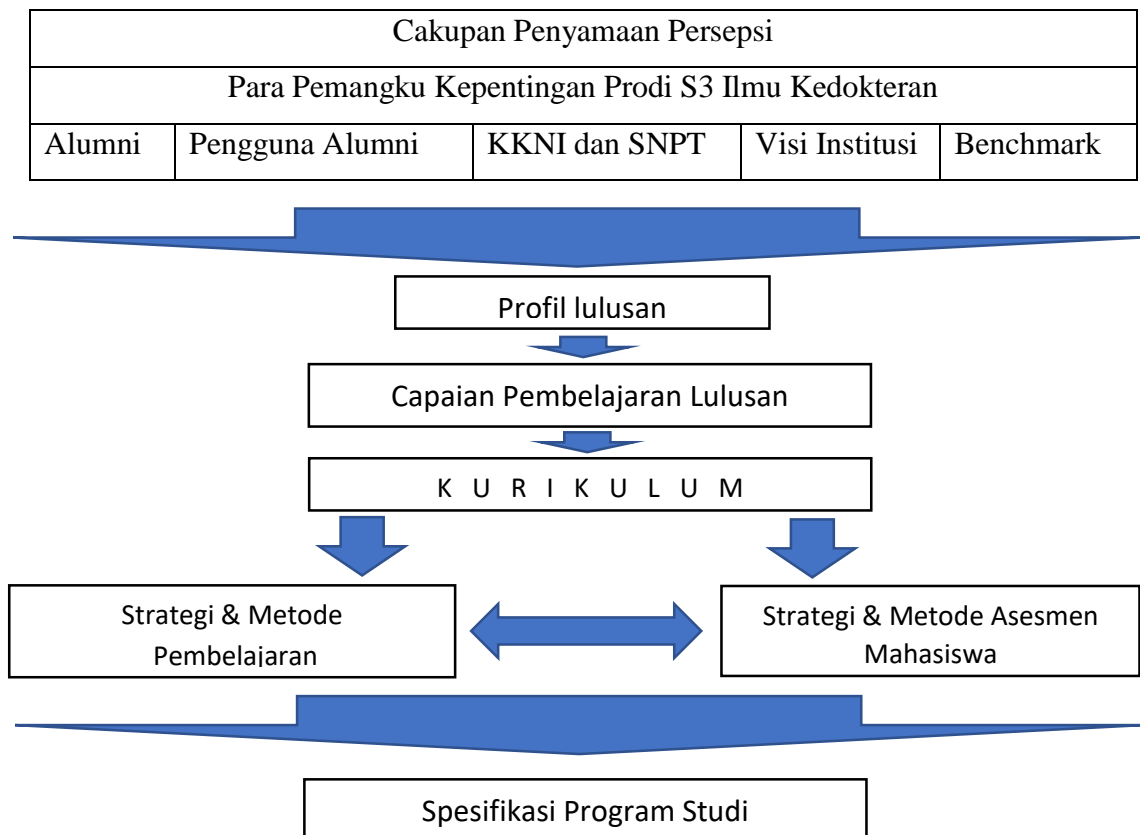 Cakupan Penyamaan Persepsi
Para Pemangku Kepentingan Prodi S3 Ilmu Kedokteran
Alumni Pengguna Alumni KKNI dan SNPT Visi Institusi Benchmark
Profil lulusan
Capaian Pembelajaran Lulusan
K U R I K U L U M
Strategi & Metode
Pembelajaran
Strategi & Metode Asesmen
Mahasiswa
Spesifikasi Program Studi